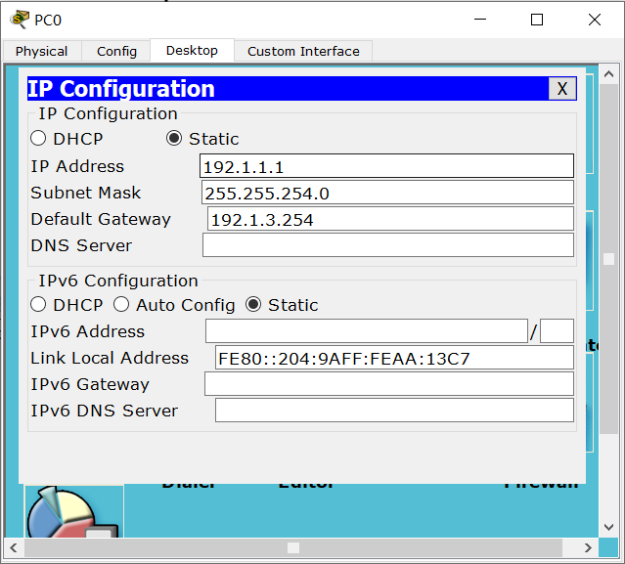 PC0
Physical Config Desktop Custom Interface
IP Configuration X
IP Configuration
DHCP Static
IP Address 192.1.1.1
Subnet Mask 255.255.254.0
Default Gateway 192.1.3.254
DNS Server
IPv6 Configuration
DHCP Auto Config Static
IPv6 Address /
Link Local Address FE80::204:9AFF:FEAA:13C7
IPv6 Gateway
IPv6 DNS Server
Dialer Editor Firewall